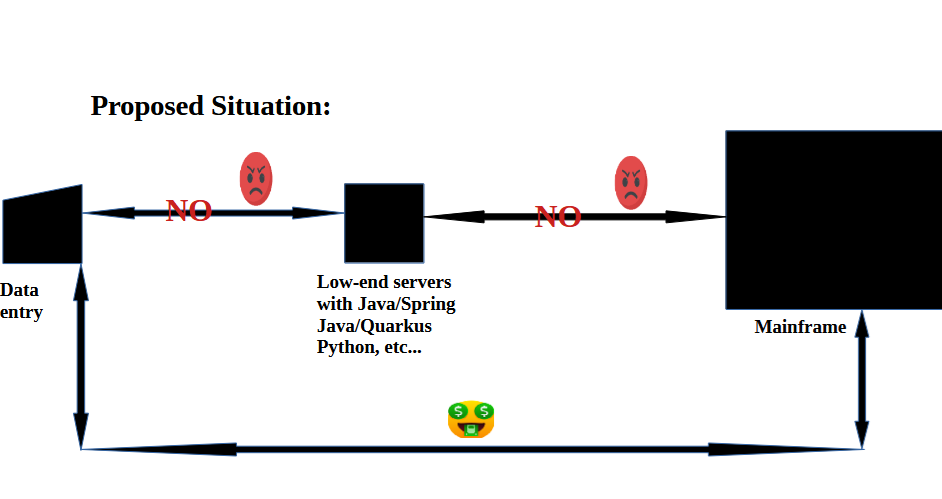 Proposed Situation:
NO
NO
Data
entry
Low-end servers
with Java/Spring
Java/Quarkus
Python, etc...
Mainframe
$ $